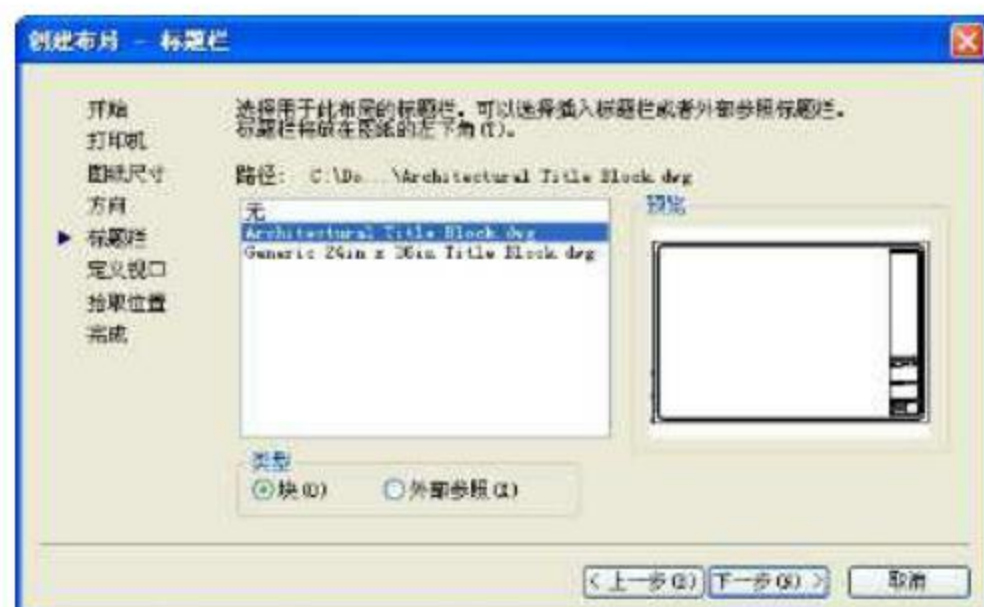 创建布局 - 标题栏
开始
打印机
图纸尺寸
方向
标题栏
定义视口
拾取位置
完成
选择用于此布局的标题栏。可以选择插入标题栏或者外部参照标题栏。
标题栏将放在图纸的左下角(T)。
路径: C:\Do...\Architectural Title Block.dwg
无
Architectural Title Block.dwg
Generic 24in x 36in Title Block.dwg
预览
类型
块(O)
外部参照(X)
<上一步(B)
下一步(N) >
取消